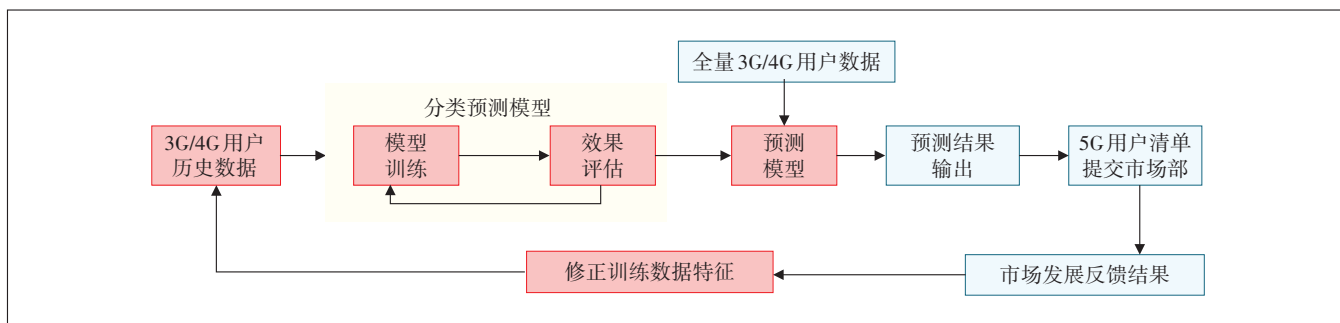 全量3G/4G用户数据
分类预测模型
3G/4G用户
历史数据
模型
训练
效果
评估
预测
模型
预测结果
输出
5G用户清单
提交市场部
修正训练数据特征
市场发展反馈结果